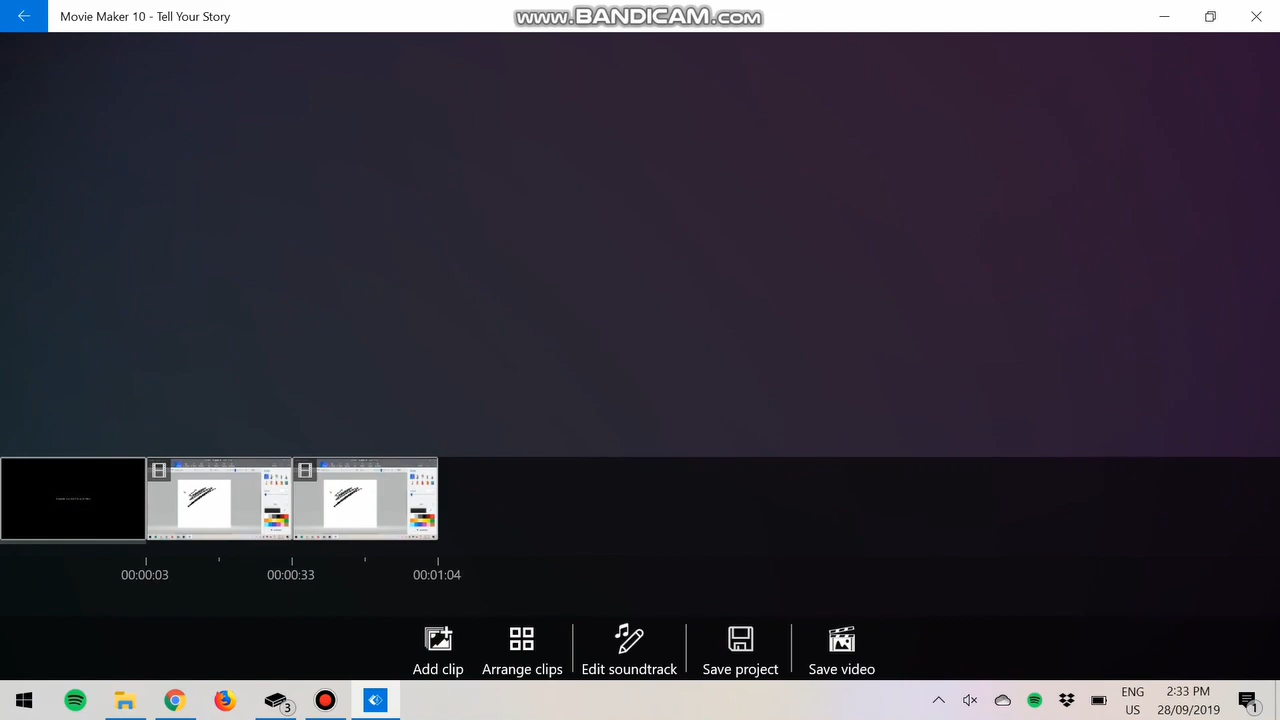 Movie Maker 10 - Tell Your Story
www.BANDICAM.com
00:00:03
00:00:33
00:01:04
Add clip
Arrange clips
Edit soundtrack
Save project
Save video
3
ENG
US
2:33 PM
28/09/2019
1